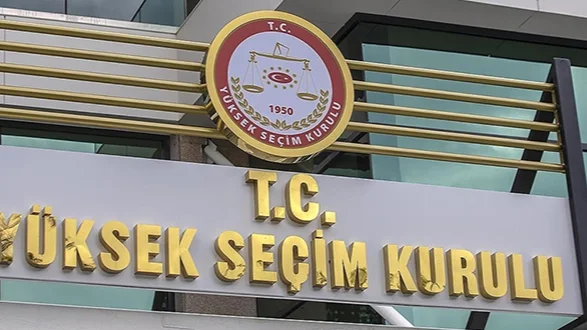 T.C.
1950
YÜKSEK SEÇİM KURULU
T.C.
YÜKSEK SEÇİM KURULU